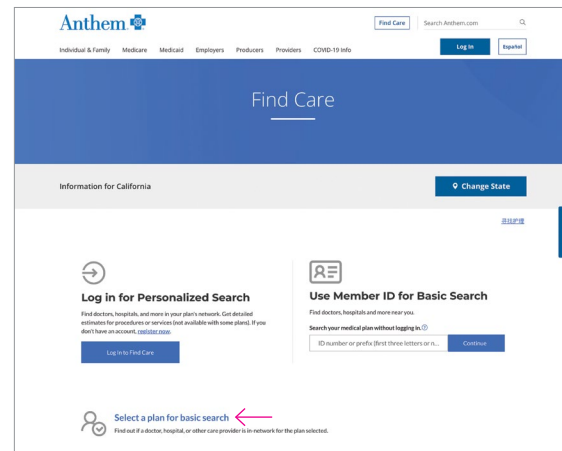 Anthem
Find Care
Search Anthem.com
Individual & Family Medicare Medicaid Employers Producers Providers COVID-19 Info
Log In
Español
Find Care
Information for California
Change State
寻找护理
Log in for Personalized Search
Find doctors, hospitals, and more in your plan's network. Get detailed
estimates for procedures or services (not available with some plans). If you
don't have an account, register now.
Log In to Find Care
Use Member ID for Basic Search
Find doctors, hospitals and more near you.
Search your medical plan without logging in.
ID number or prefix (first three letters or n...
Continue
Select a plan for basic search
Find out if a doctor, hospital, or other care provider is in-network for the plan selected.